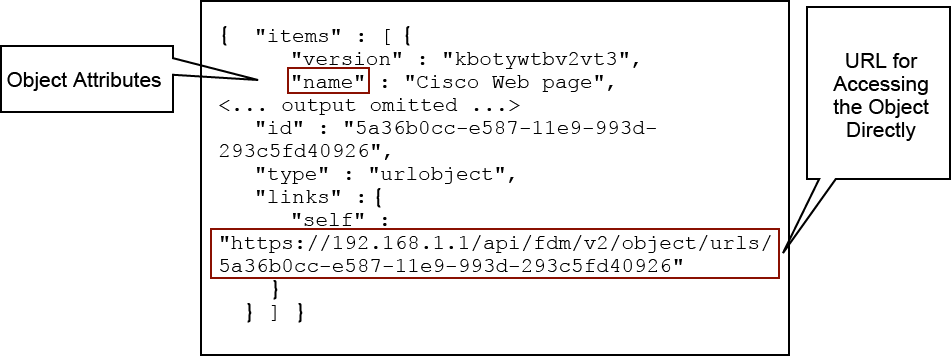 { "items" : [ {
"version" : "kbotywtbv2vt3",
"name" : "Cisco Web page",
<... output omitted ...>
"id" : "5a36b0cc-e587-11e9-993d-
293c5fd40926",
"type" : "urlobject",
"links" : {
"self" :
"https://192.168.1.1/api/fdm/v2/object/urls/
5a36b0cc-e587-11e9-993d-293c5fd40926"
}
} ] }
Object Attributes
URL for
Accessing
the Object
Directly